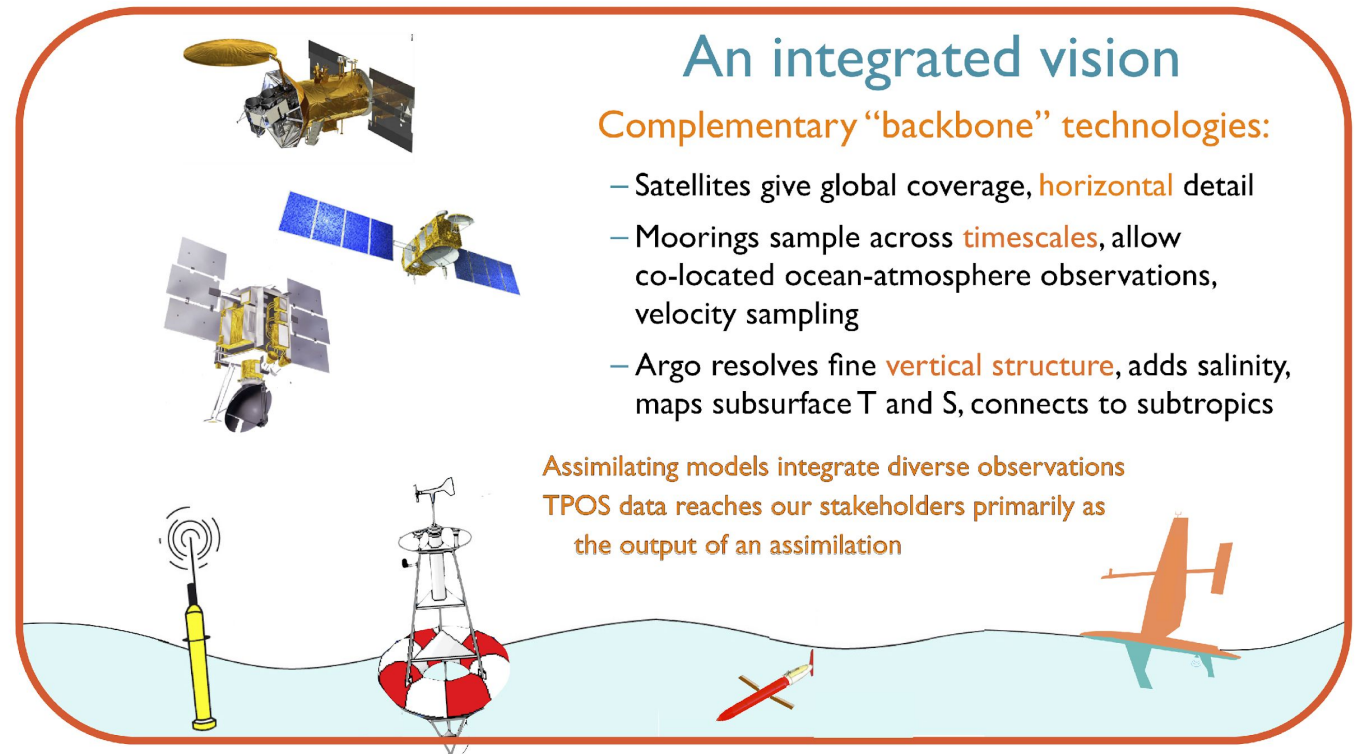 An integrated vision
Complementary “backbone” technologies:
– Satellites give global coverage, horizontal detail
– Moorings sample across timescales, allow
co-located ocean-atmosphere observations,
velocity sampling
– Argo resolves fine vertical structure, adds salinity,
maps subsurface T and S, connects to subtropics
Assimilating models integrate diverse observations
TPOS data reaches our stakeholders primarily as
the output of an assimilation